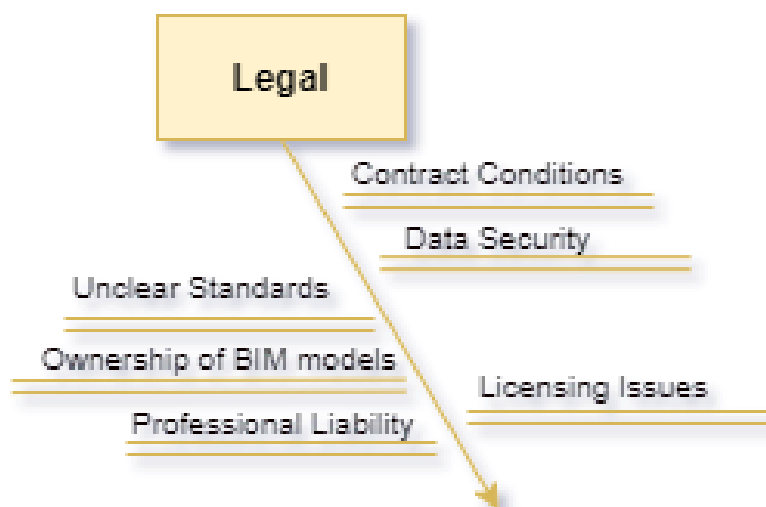 Legal
Contract Conditions
Data Security
Unclear Standards
Ownership of BIM models
Licensing Issues
Professional Liability